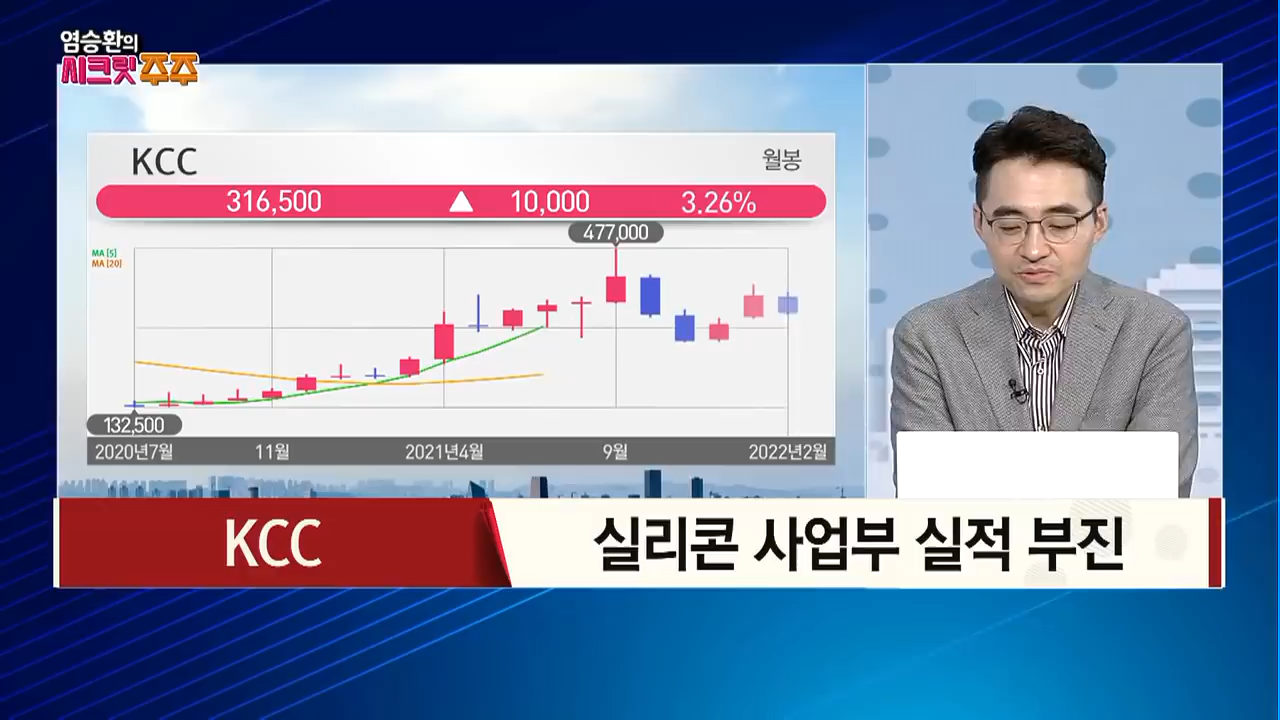 염승환의
시크릿 주주
KCC
월봉
316,500 ▲ 10,000 3.26%
477,000
MA [5]
MA [20]
132,500
2020년7월 11월 2021년4월 9월 2022년2월
KCC
실리콘 사업부 실적 부진